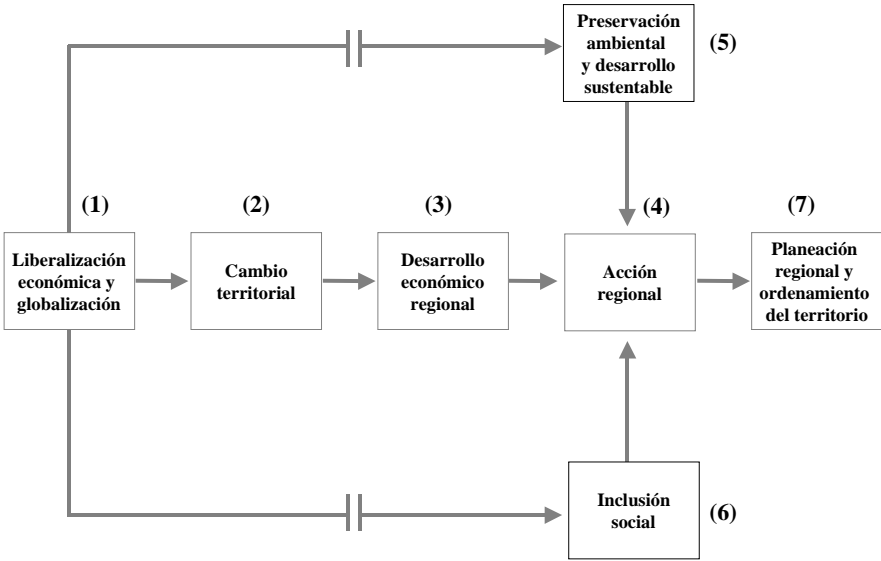 Preservación
ambiental
y desarrollo
sustentable
(5)
(1)
(2)
(3)
(4)
(7)
Liberalización
económica y
globalización
Cambio
territorial
Desarrollo
económico
regional
Acción
regional
Planeación
regional y
ordenamiento
del territorio
Inclusión
social
(6)